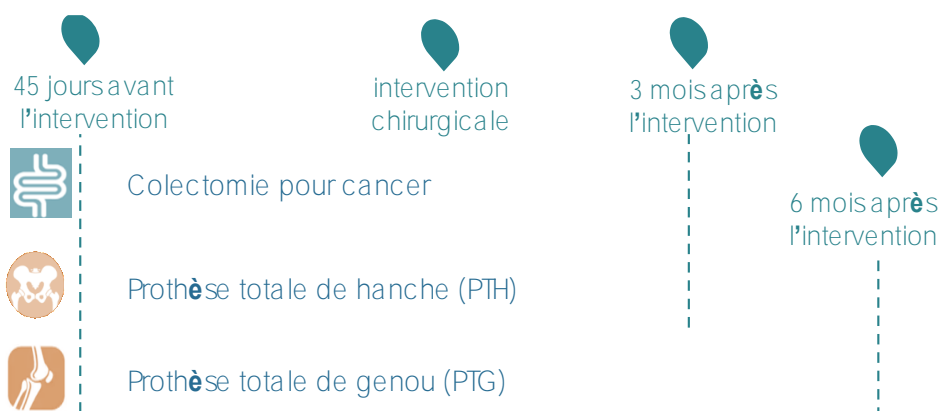 45 jours avant
l'intervention
intervention
chirurgicale
3 mois après
l'intervention
6 mois après
l'intervention
Colectomie pour cancer
Prothèse totale de hanche (PTH)
Prothèse totale de genou (PTG)